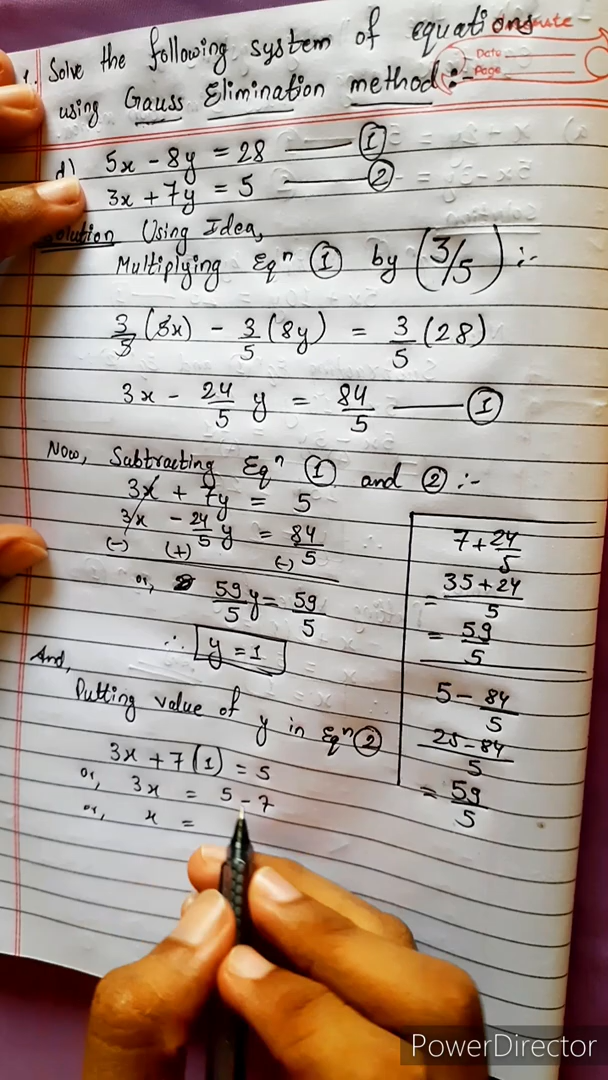 1. Solve the following system of equations
using Gauss Elimination method :-
Date
Page
d) 5x - 8y = 28 —— ①
3x + 7y = 5 —— ②
Solution Using Idea,
Multiplying Eqⁿ ① by (3/5) :-
3/5 (5x) - 3/5 (8y) = 3/5 (28)
3x - 24/5 y = 84/5 —— ①
Now, Subtracting Eqⁿ ① and ② :-
3x + 7y = 5
3x - 24/5 y = 84/5
(-) (+) (-)
or, 59/5 y = 59/5
∴ y = 1
7 + 24/5
= 35 + 24/5
= 59/5
5 - 84/5
25 - 84/5
= 59/5
And,
Putting value of y in Eqⁿ ②
3x + 7(1) = 5
or, 3x = 5 - 7
or, x =
PowerDirector